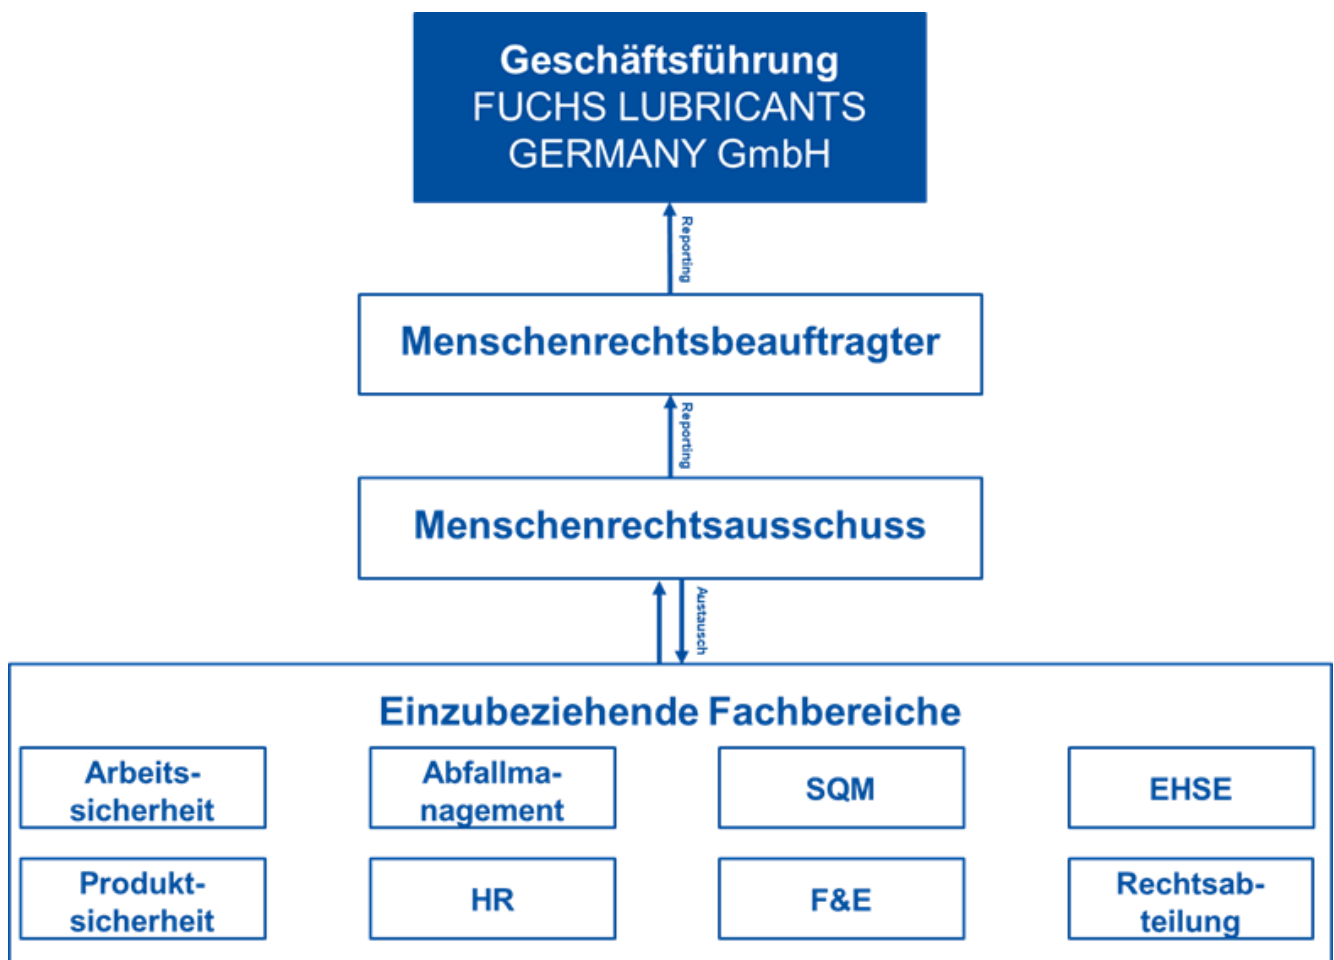 Geschäftsführung
FUCHS LUBRICANTS
GERMANY GmbH
Reporting
Menschenrechtsbeauftragter
Reporting
Menschenrechtsausschuss
Austausch
Einzubeziehende Fachbereiche
Arbeits-
sicherheit
Abfallma-
nagement
SQM
EHSE
Produkt-
sicherheit
HR
F&E
Rechtsab-
teilung